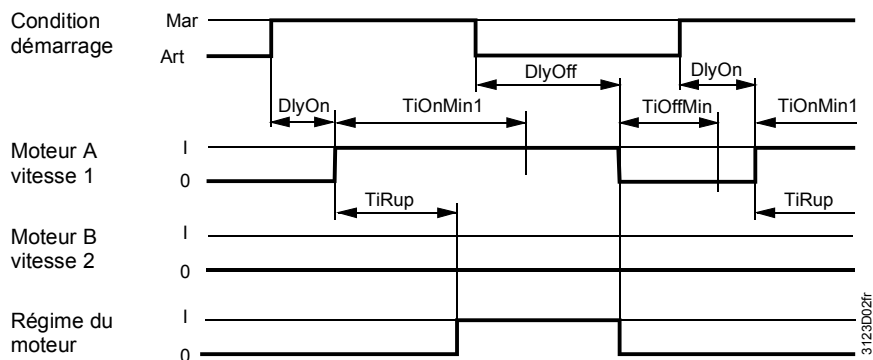 Condition
démarrage
Mar
Art
DlyOff
DlyOn
DlyOn
TiOnMin1
TiOffMin
TiOnMin1
Moteur A
vitesse 1
I
0
TiRup
TiRup
Moteur B
vitesse 2
I
0
Régime du
moteur
I
0
3123D02fr